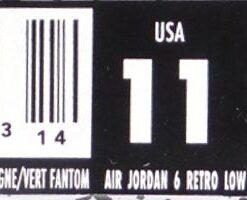 USA
11
3 14
GNE/VERT FANTOM AIR JORDAN 6 RETRO LOW